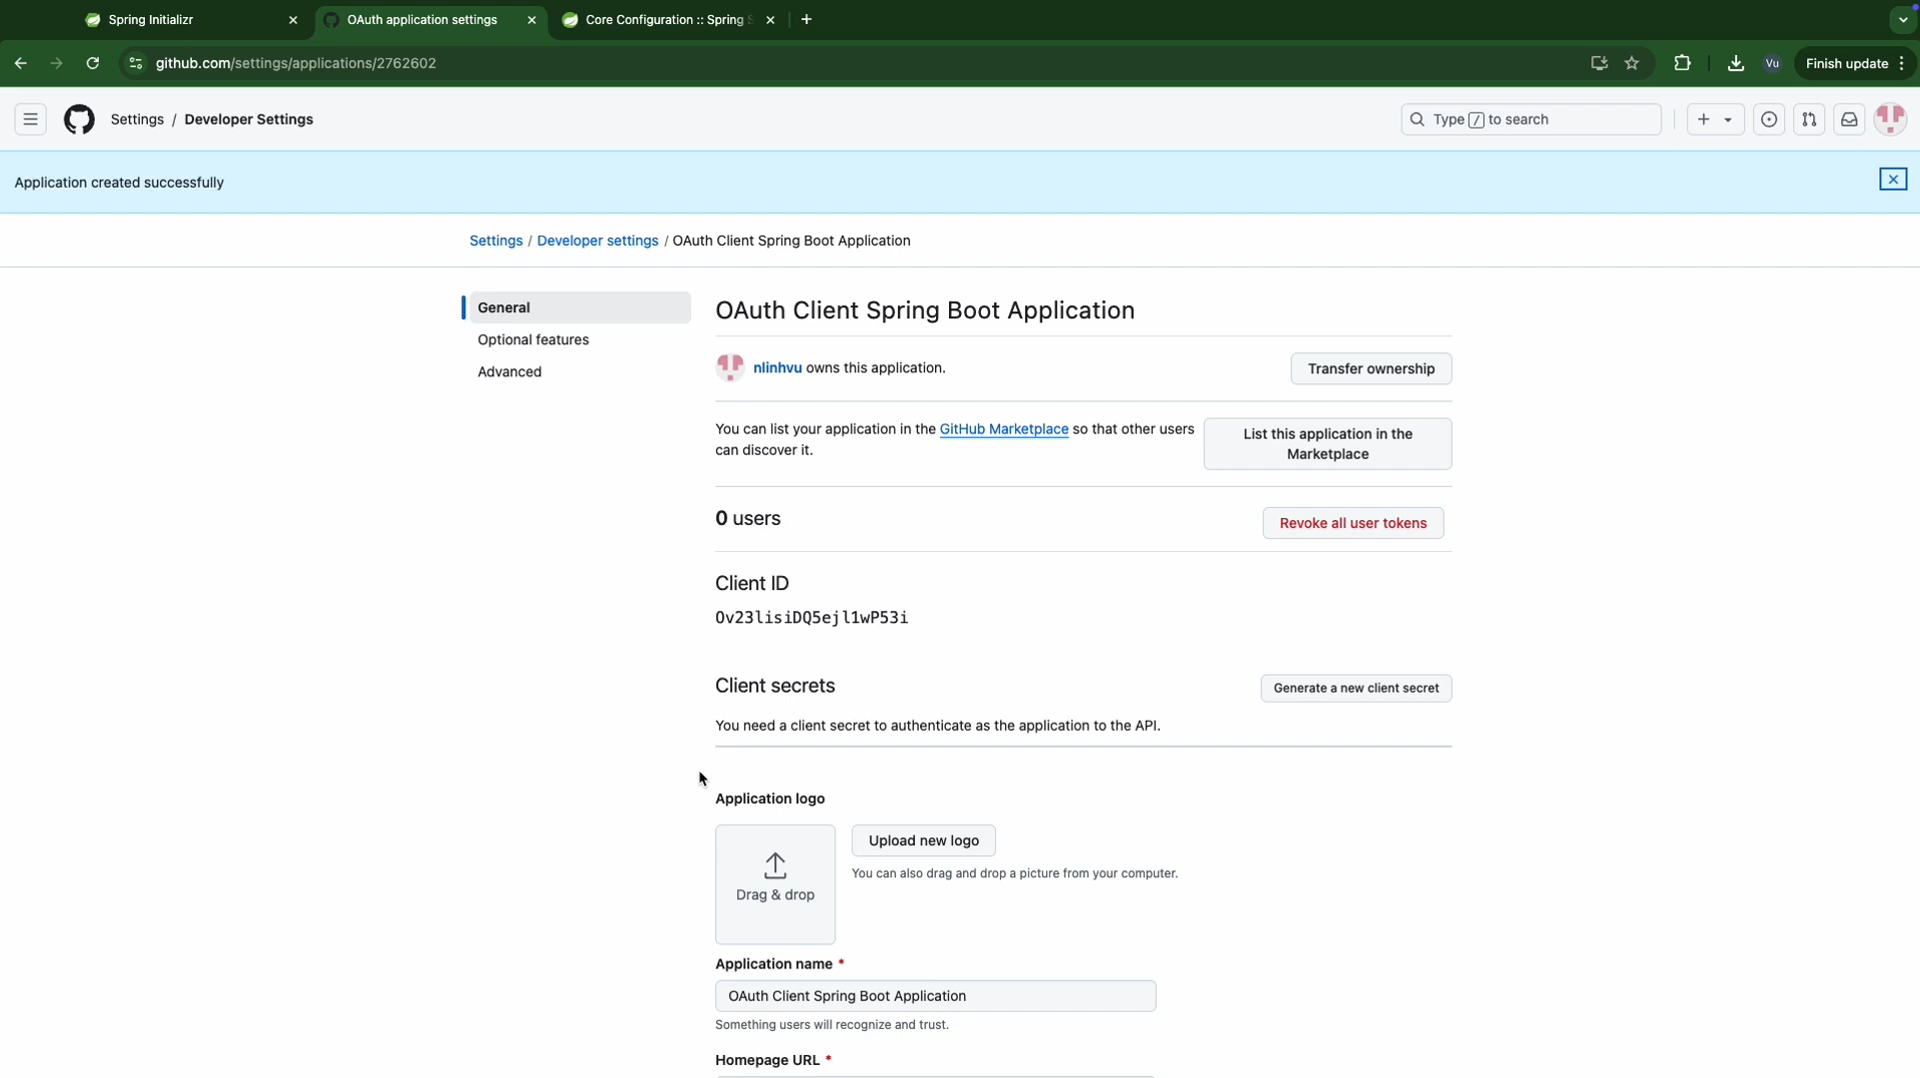 Spring Initializr
OAuth application settings
Core Configuration :: Spring S
github.com/settings/applications/2762602
Vu
Finish update
Settings / Developer Settings
Type / to search
Application created successfully
Settings / Developer settings / OAuth Client Spring Boot Application
General
Optional features
Advanced
OAuth Client Spring Boot Application
nlinhvu owns this application.
Transfer ownership
You can list your application in the GitHub Marketplace so that other users
can discover it.
List this application in the
Marketplace
0 users
Revoke all user tokens
Client ID
Ov23lisiDQ5ejl1wP53i
Client secrets
Generate a new client secret
You need a client secret to authenticate as the application to the API.
Application logo
Drag & drop
Upload new logo
You can also drag and drop a picture from your computer.
Application name *
OAuth Client Spring Boot Application
Something users will recognize and trust.
Homepage URL *